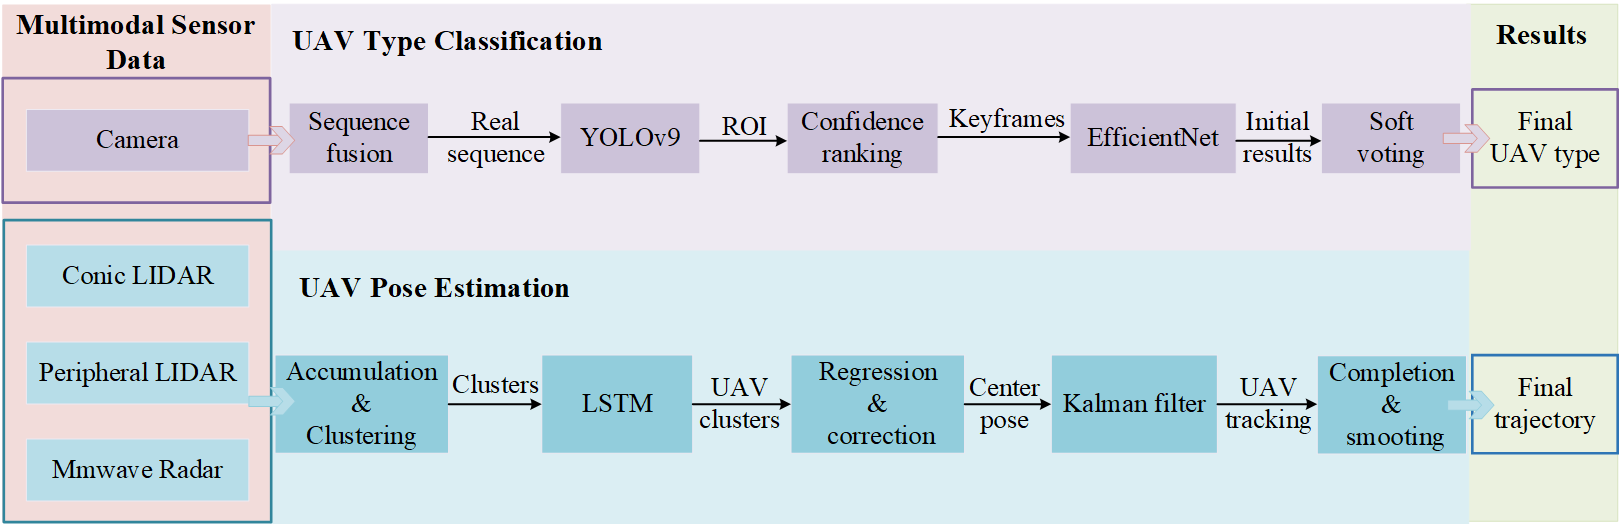 Multimodal Sensor
Data
UAV Type Classification
Results
Camera
Sequence
fusion
Real
sequence
YOLOv9
ROI
Confidence
ranking
Keyframes
EfficientNet
Initial
results
Soft
voting
Final
UAV type
Conic LIDAR
Peripheral LIDAR
Mmwave Radar
UAV Pose Estimation
Accumulation
&
Clustering
Clusters
LSTM
UAV
clusters
Regression
&
correction
Center
pose
Kalman filter
UAV
tracking
Completion
&
smooting
Final
trajectory